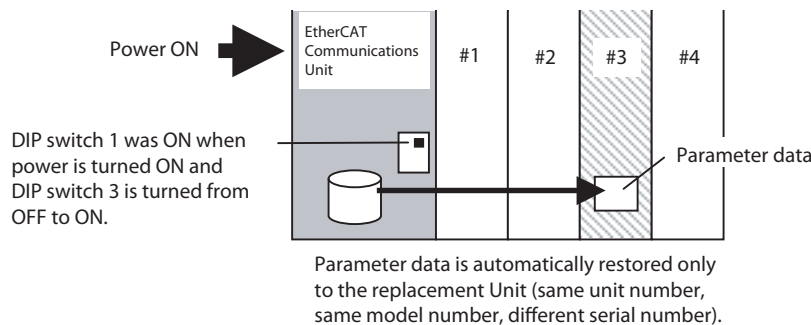 Power ON
EtherCAT
Communications
Unit
#1
#2
#3
#4
DIP switch 1 was ON when
power is turned ON and
DIP switch 3 is turned from
OFF to ON.
Parameter data
Parameter data is automatically restored only
to the replacement Unit (same unit number,
same model number, different serial number).